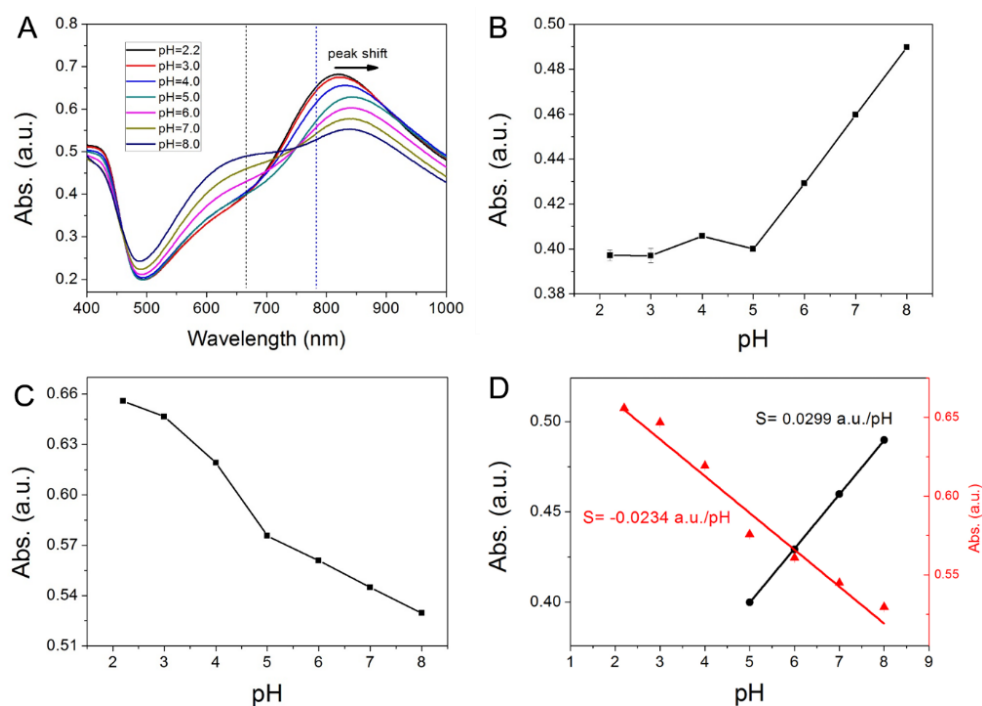 A
Abs. (a.u.)
0.8
0.7
0.6
0.5
0.4
0.3
0.2
pH=2.2
pH=3.0
pH=4.0
pH=5.0
pH=6.0
pH=7.0
pH=8.0
peak shift
400 500 600 700 800 900 1000
Wavelength (nm)
B
Abs. (a.u.)
0.50
0.48
0.46
0.44
0.42
0.40
0.38
2 3 4 5 6 7 8
pH
C
Abs. (a.u.)
0.66
0.63
0.60
0.57
0.54
0.51
2 3 4 5 6 7 8
pH
D
Abs. (a.u.)
0.50
0.45
0.40
S= 0.0299 a.u./pH
S= -0.0234 a.u./pH
0.65
0.60
0.55
Abs. (a.u.)
1 2 3 4 5 6 7 8 9
pH